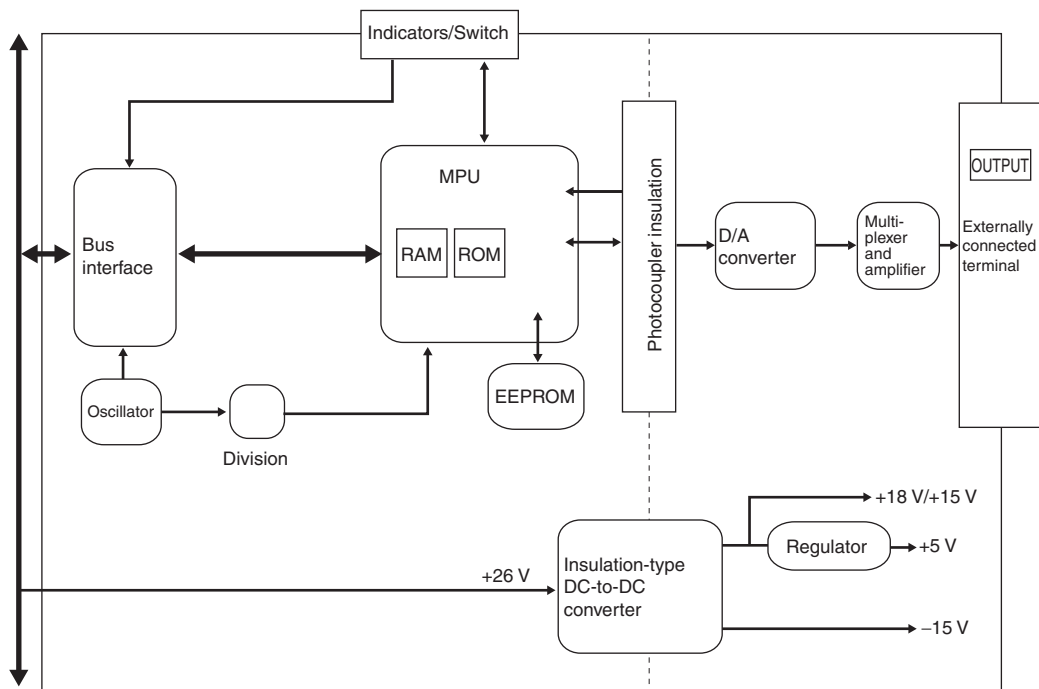 Indicators/Switch
MPU
RAM
ROM
Bus
interface
Photocoupler insulation
D/A
converter
Multi-
plexer
and
amplifier
OUTPUT
Externally
connected
terminal
Oscillator
Division
EEPROM
+26 V
Insulation-type
DC-to-DC
converter
+18 V/+15 V
Regulator
+5 V
−15 V